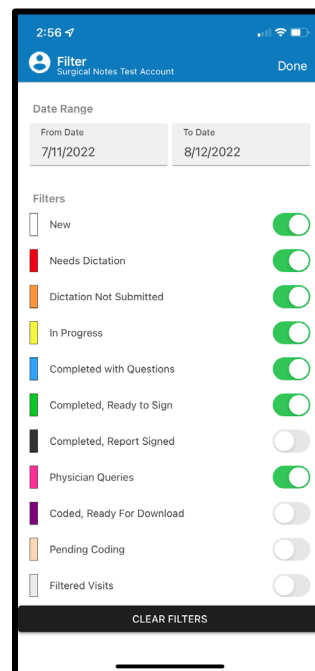 2:56
Filter
Surgical Notes Test Account
Done
Date Range
From Date
7/11/2022
To Date
8/12/2022
Filters
New
Needs Dictation
Dictation Not Submitted
In Progress
Completed with Questions
Completed, Ready to Sign
Completed, Report Signed
Physician Queries
Coded, Ready For Download
Pending Coding
Filtered Visits
CLEAR FILTERS